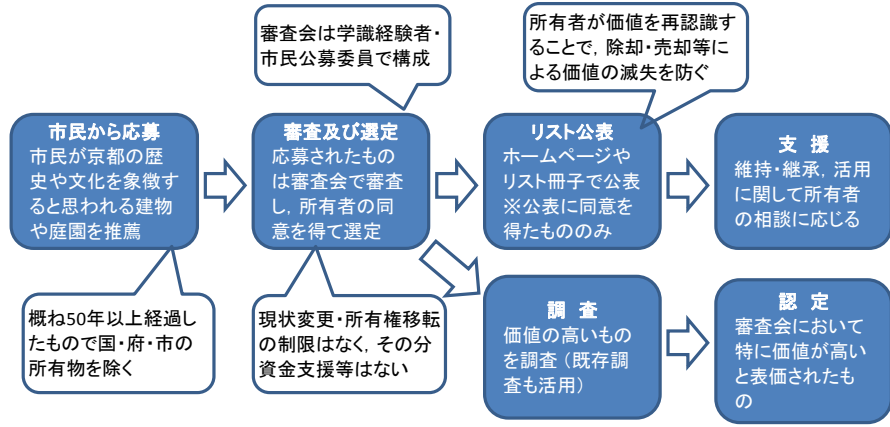 審査会は学識経験者・
市民公募委員で構成
所有者が価値を再認識す
ることで，除却・売却等に
よる価値の滅失を防ぐ
市民から応募
市民が京都の歴
史や文化を象徴す
ると思われる建物
や庭園を推薦
審査及び選定
応募されたもの
は審査会で審査
し，所有者の同
意を得て選定
リスト公表
ホームページや
リスト冊子で公表
※公表に同意を
得たもののみ
支 援
維持・継承，活用
に関して所有者
の相談に応じる
概ね50年以上経過し
たもので国・府・市の
所有物を除く
現状変更・所有権移転
の制限はなく，その分
資金支援等はない
調 査
価値の高いもの
を調査（既存調
査も活用）
認 定
審査会において
特に価値が高い
と表価されたも
の